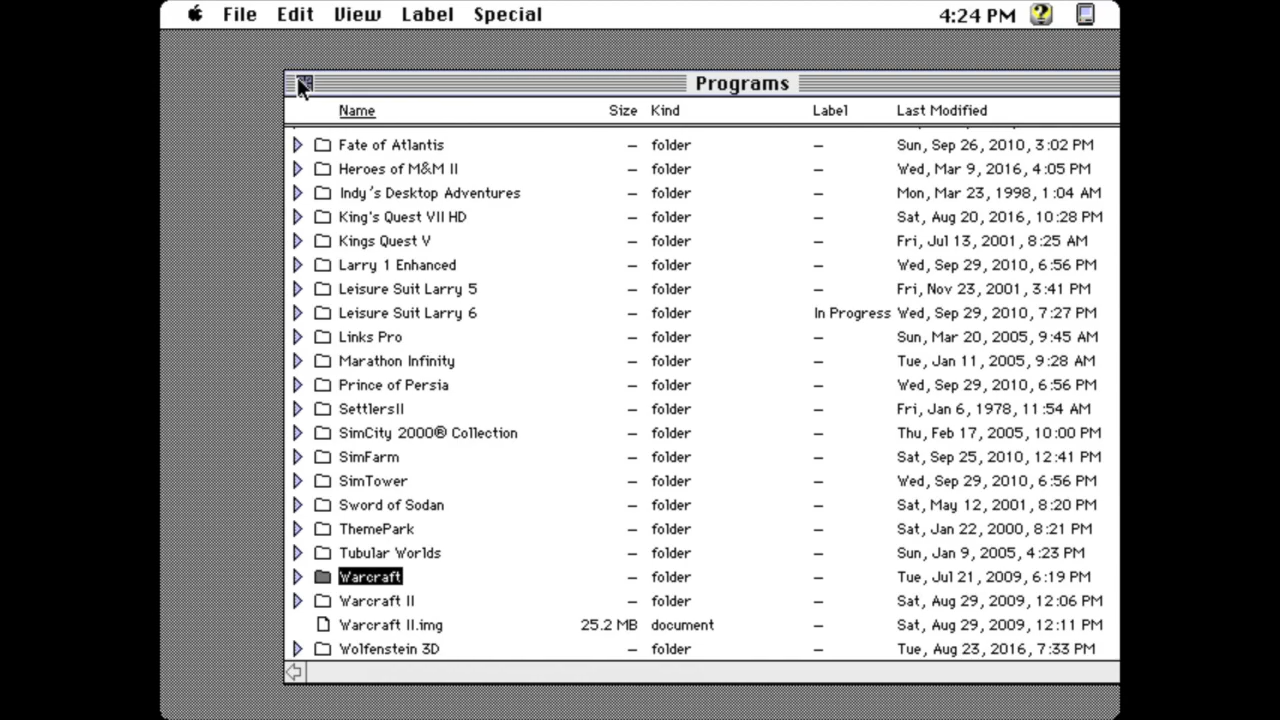 File Edit View Label Special 4:24 PM
Programs
Name Size Kind Label Last Modified
Fate of Atlantis – folder – Sun, Sep 26, 2010, 3:02 PM
Heroes of M&M II – folder – Wed, Mar 9, 2016, 4:05 PM
Indy's Desktop Adventures – folder – Mon, Mar 23, 1998, 1:04 AM
King's Quest VII HD – folder – Sat, Aug 20, 2016, 10:28 PM
Kings Quest V – folder – Fri, Jul 13, 2001, 8:25 AM
Larry 1 Enhanced – folder – Wed, Sep 29, 2010, 6:56 PM
Leisure Suit Larry 5 – folder – Fri, Nov 23, 2001, 3:41 PM
Leisure Suit Larry 6 – folder In Progress Wed, Sep 29, 2010, 7:27 PM
Links Pro – folder – Sun, Mar 20, 2005, 9:45 AM
Marathon Infinity – folder – Tue, Jan 11, 2005, 9:28 AM
Prince of Persia – folder – Wed, Sep 29, 2010, 6:56 PM
SettlersII – folder – Fri, Jan 6, 1978, 11:54 AM
SimCity 2000® Collection – folder – Thu, Feb 17, 2005, 10:00 PM
SimFarm – folder – Sat, Sep 25, 2010, 12:41 PM
SimTower – folder – Wed, Sep 29, 2010, 6:56 PM
Sword of Sodan – folder – Sat, May 12, 2001, 8:20 PM
ThemePark – folder – Sat, Jan 22, 2000, 8:21 PM
Tubular Worlds – folder – Sun, Jan 9, 2005, 4:23 PM
Warcraft – folder – Tue, Jul 21, 2009, 6:19 PM
Warcraft II – folder – Sat, Aug 29, 2009, 12:06 PM
Warcraft II.img 25.2 MB document – Sat, Aug 29, 2009, 12:11 PM
Wolfenstein 3D – folder – Tue, Aug 23, 2016, 7:33 PM